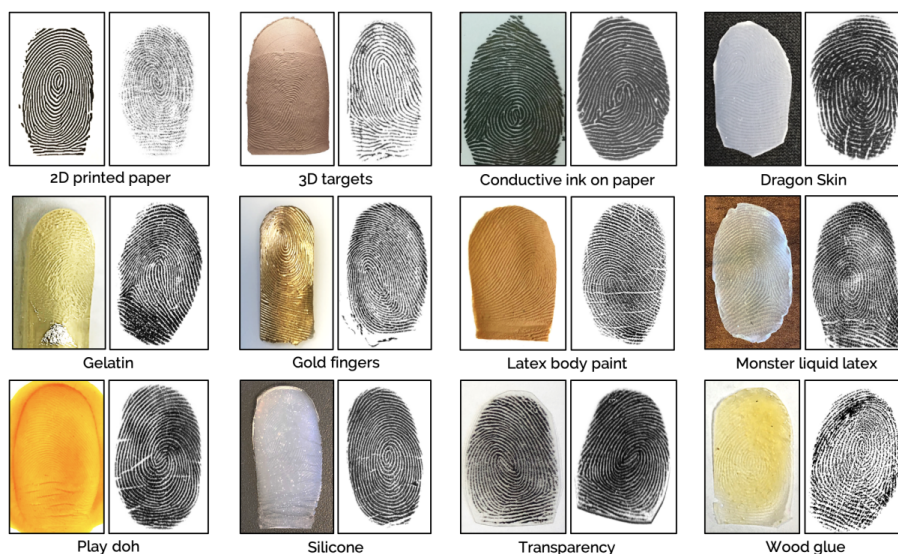 2D printed paper
3D targets
Conductive ink on paper
Dragon Skin
Gelatin
Gold fingers
Latex body paint
Monster liquid latex
Play doh
Silicone
Transparency
Wood glue